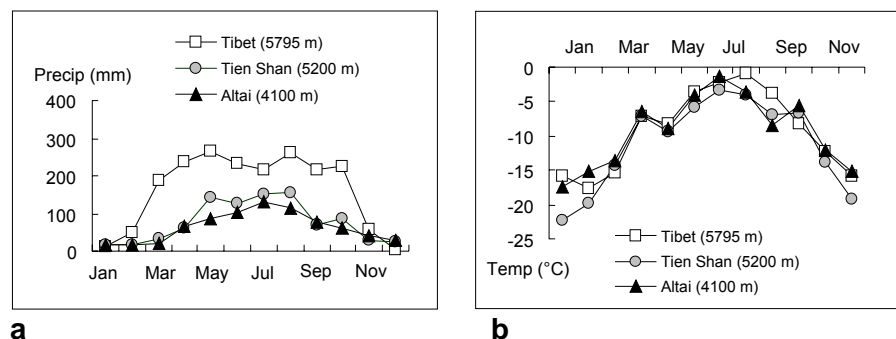 Tibet (5795 m)
Precip (mm)
Tien Shan (5200 m)
Altai (4100 m)
400
300
200
100
0
Jan Mar May Jul Sep Nov
a
Jan Mar May Jul Sep Nov
0
-5
-10
-15
-20
-25
Temp (°C)
Tibet (5795 m)
Tien Shan (5200 m)
Altai (4100 m)
b